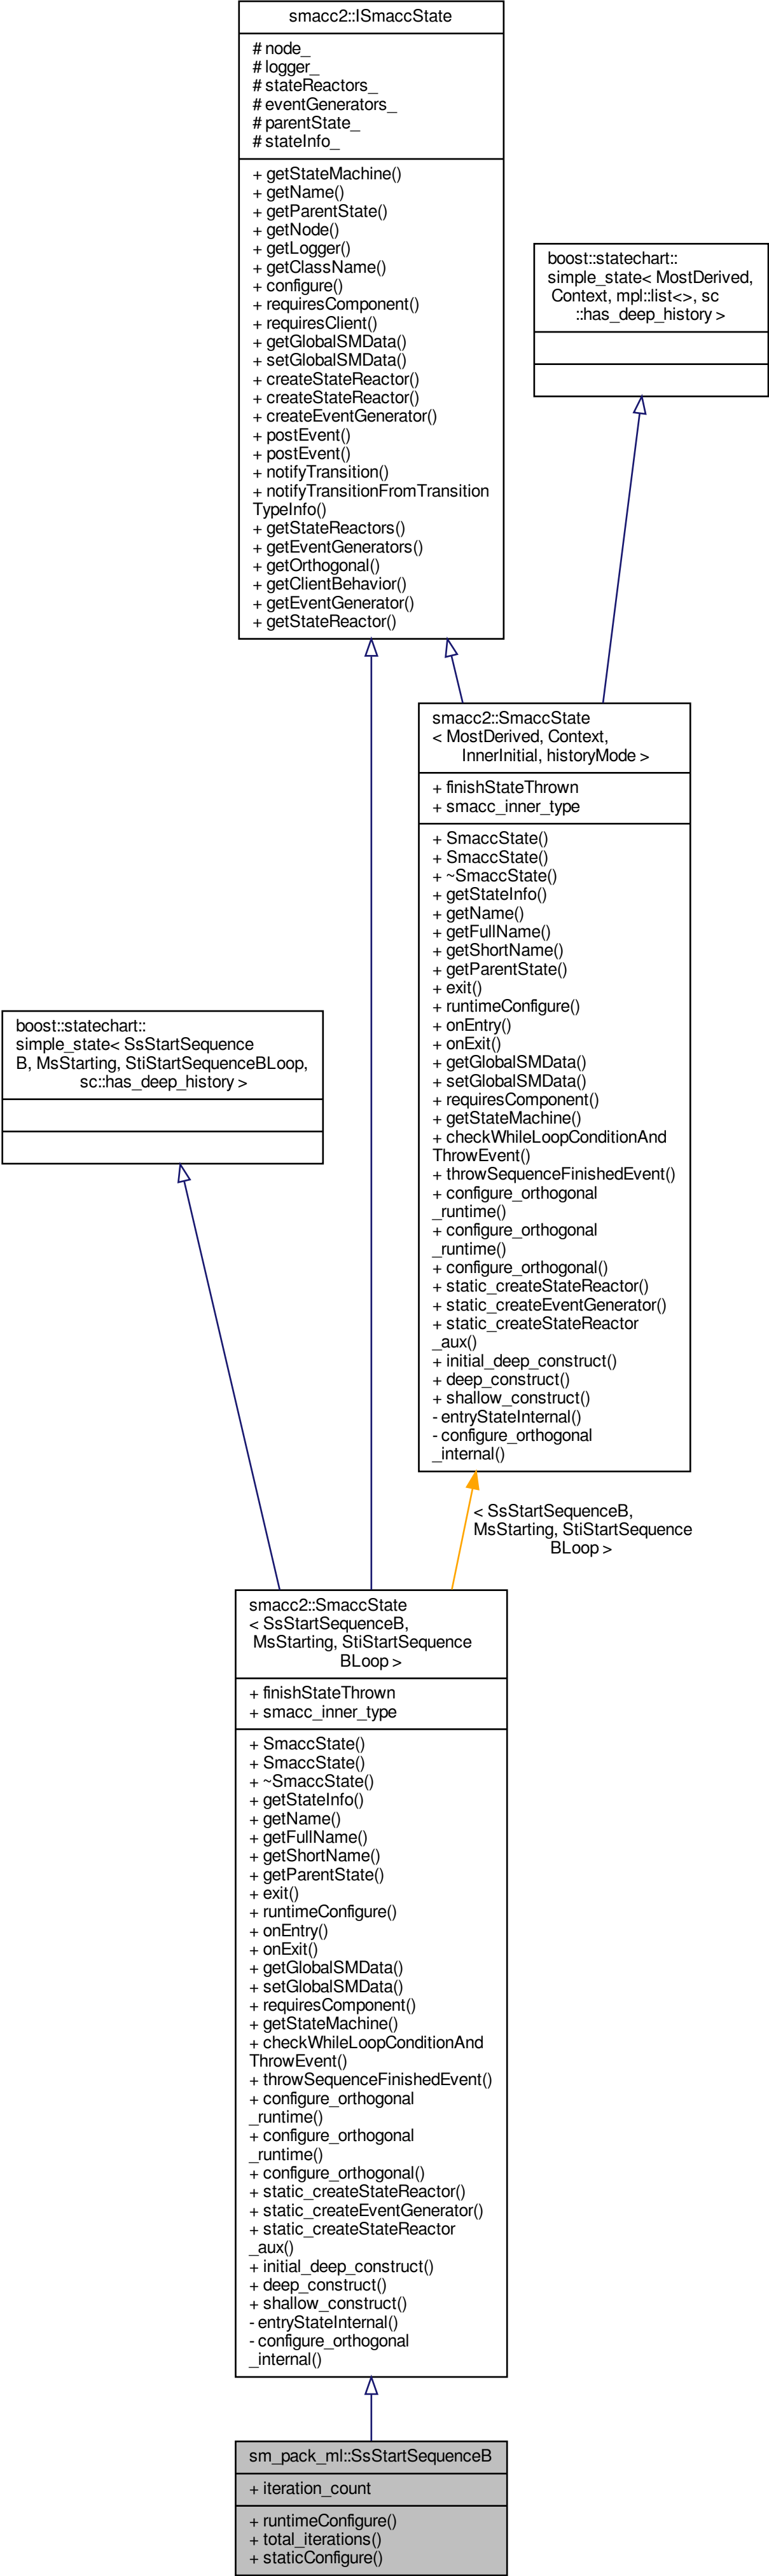 smacc2::ISmaccState
# node_
# logger_
# stateReactors_
# eventGenerators_
# parentState_
# stateInfo_
+ getStateMachine()
+ getName()
+ getParentState()
+ getNode()
+ getLogger()
+ getClassName()
+ configure()
+ requiresComponent()
+ requiresClient()
+ getGlobalSMData()
+ setGlobalSMData()
+ createStateReactor()
+ createStateReactor()
+ createEventGenerator()
+ postEvent()
+ postEvent()
+ notifyTransition()
+ notifyTransitionFromTransition
TypeInfo()
+ getStateReactors()
+ getEventGenerators()
+ getOrthogonal()
+ getClientBehavior()
+ getEventGenerator()
+ getStateReactor()
boost::statechart::
simple_state< MostDerived,
Context, mpl::list<>, sc
::has_deep_history >
smacc2::SmaccState
< MostDerived, Context,
InnerInitial, historyMode >
+ finishStateThrown
+ smacc_inner_type
+ SmaccState()
+ SmaccState()
+ ~SmaccState()
+ getStateInfo()
+ getName()
+ getFullName()
+ getShortName()
+ getParentState()
+ exit()
+ runtimeConfigure()
+ onEntry()
+ onExit()
+ getGlobalSMData()
+ setGlobalSMData()
+ requiresComponent()
+ getStateMachine()
+ checkWhileLoopConditionAnd
ThrowEvent()
+ throwSequenceFinishedEvent()
+ configure_orthogonal
_runtime()
+ configure_orthogonal
_runtime()
+ configure_orthogonal()
+ static_createStateReactor()
+ static_createEventGenerator()
+ static_createStateReactor
_aux()
+ initial_deep_construct()
+ deep_construct()
+ shallow_construct()
- entryStateInternal()
- configure_orthogonal
_internal()
boost::statechart::
simple_state< SsStartSequence
B, MsStarting, StiStartSequenceBLoop,
sc::has_deep_history >
< SsStartSequenceB,
MsStarting, StiStartSequence
BLoop >
smacc2::SmaccState
< SsStartSequenceB,
MsStarting, StiStartSequence
BLoop >
+ finishStateThrown
+ smacc_inner_type
+ SmaccState()
+ SmaccState()
+ ~SmaccState()
+ getStateInfo()
+ getName()
+ getFullName()
+ getShortName()
+ getParentState()
+ exit()
+ runtimeConfigure()
+ onEntry()
+ onExit()
+ getGlobalSMData()
+ setGlobalSMData()
+ requiresComponent()
+ getStateMachine()
+ checkWhileLoopConditionAnd
ThrowEvent()
+ throwSequenceFinishedEvent()
+ configure_orthogonal
_runtime()
+ configure_orthogonal
_runtime()
+ configure_orthogonal()
+ static_createStateReactor()
+ static_createEventGenerator()
+ static_createStateReactor
_aux()
+ initial_deep_construct()
+ deep_construct()
+ shallow_construct()
- entryStateInternal()
- configure_orthogonal
_internal()
sm_pack_ml::SsStartSequenceB
+ iteration_count
+ runtimeConfigure()
+ total_iterations()
+ staticConfigure()